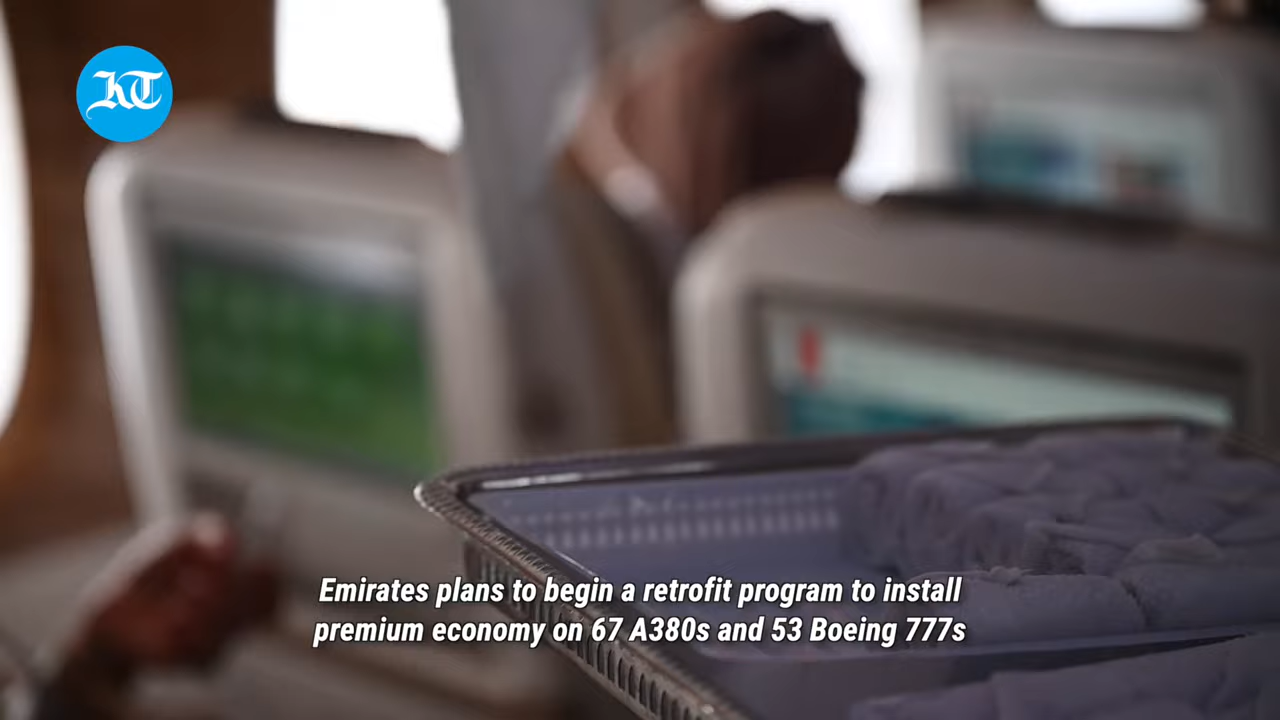 KT
Emirates plans to begin a retrofit program to install
premium economy on 67 A380s and 53 Boeing 777s